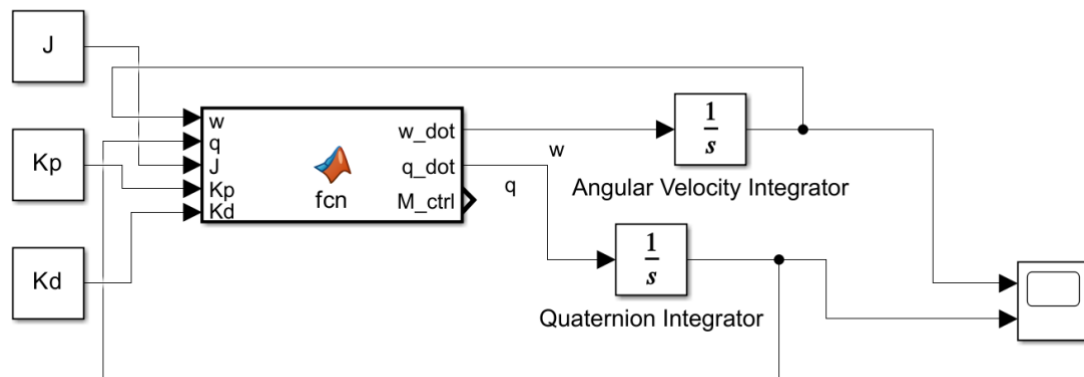 J
Kp
Kd
w
q
J
Kp
Kd
fcn
w_dot
q_dot
M_ctrl
w
q
1
s
Angular Velocity Integrator
1
s
Quaternion Integrator